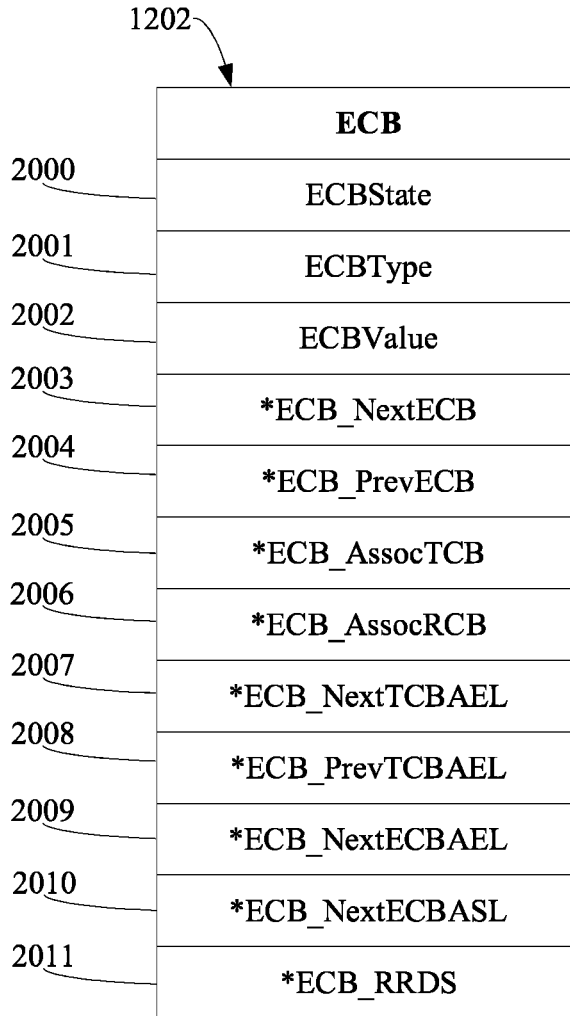 1202
ECB
2000
ECBState
2001
ECBType
2002
ECBValue
2003
*ECB_NextECB
2004
*ECB_PrevECB
2005
*ECB_AssocTCB
2006
*ECB_AssocRCB
2007
*ECB_NextTCBAEL
2008
*ECB_PrevTCBAEL
2009
*ECB_NextECBAEL
2010
*ECB_NextECBASL
2011
*ECB_RRDS